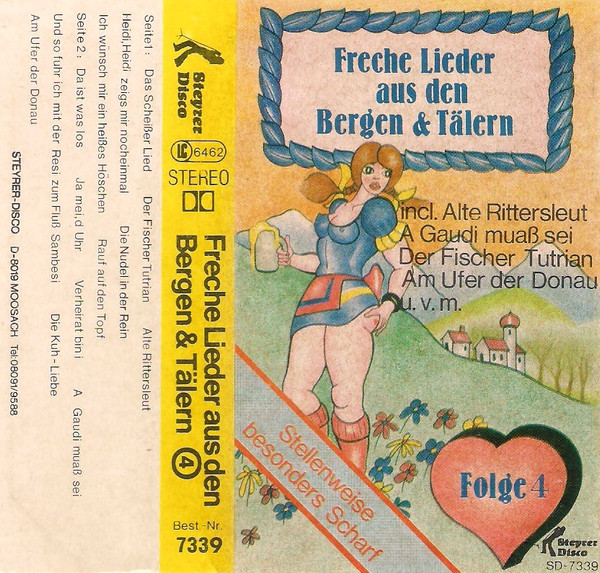 Seite 1: Das Scheißer Lied Der Fischer Tutrian Alte Rittersleut
Heidi, Heidi zeigs mir nocheinmal Die Nudel in der Rein
Ich wünsch mir ein heißes Höschen Rauf auf den Topf
Seite 2: Da ist was los Ja mei, d Uhr Verheirat bin i A Gaudi muaß sei
Und so fuhr ich mit der Resi zum Fluß Sambesi Die Kuh-Liebe
Am Ufer der Donau
STEYRER-DISCO D-8019 MOOSACH Tel. 08091/9588
Steyrer
Disco
LC 6462
STEREO
Freche Lieder aus den
Bergen & Tälern 4
Best-Nr.
7339
Freche Lieder
aus den
Bergen & Tälern
incl. Alte Rittersleut
A Gaudi muaß sei
Der Fischer Tutrian
Am Ufer der Donau
u.v.m.
Stellenweise
besonders Scharf
Folge 4
Steyrer
Disco
SD-7339